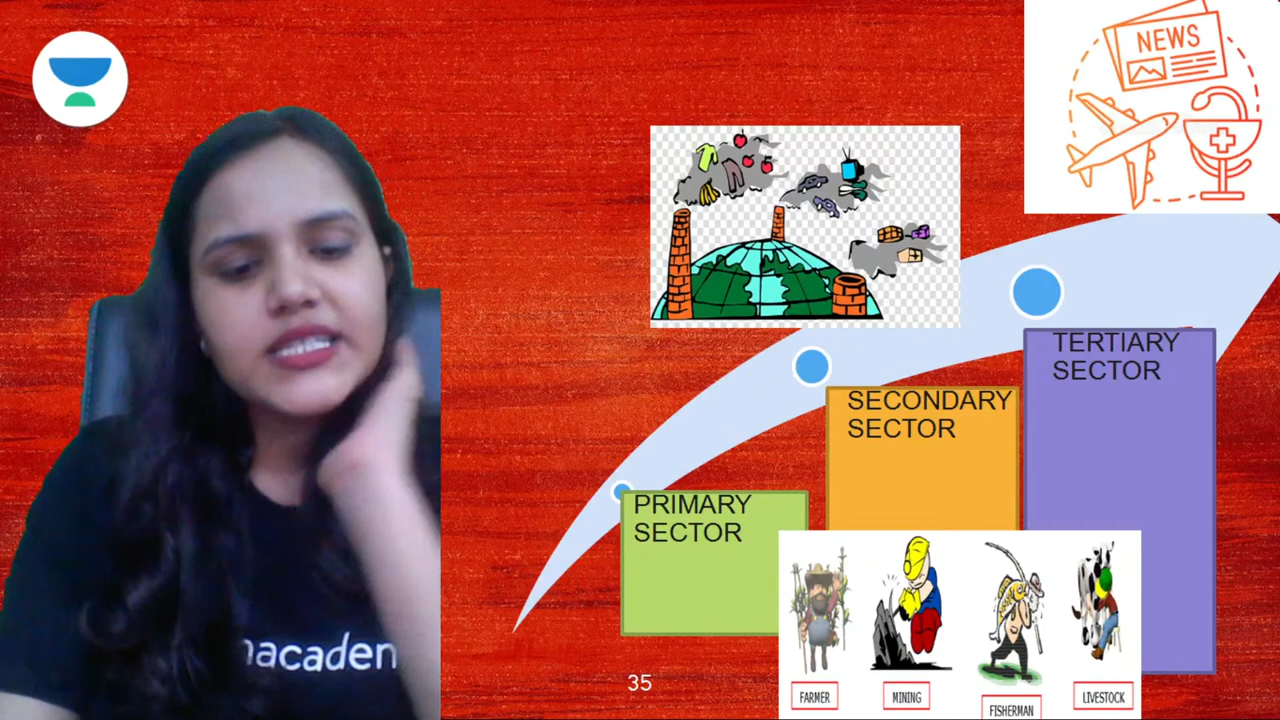 NEWS
TERTIARY
SECTOR
SECONDARY
SECTOR
PRIMARY
SECTOR
FARMER
MINING
FISHERMAN
LIVESTOCK
nacaden
35